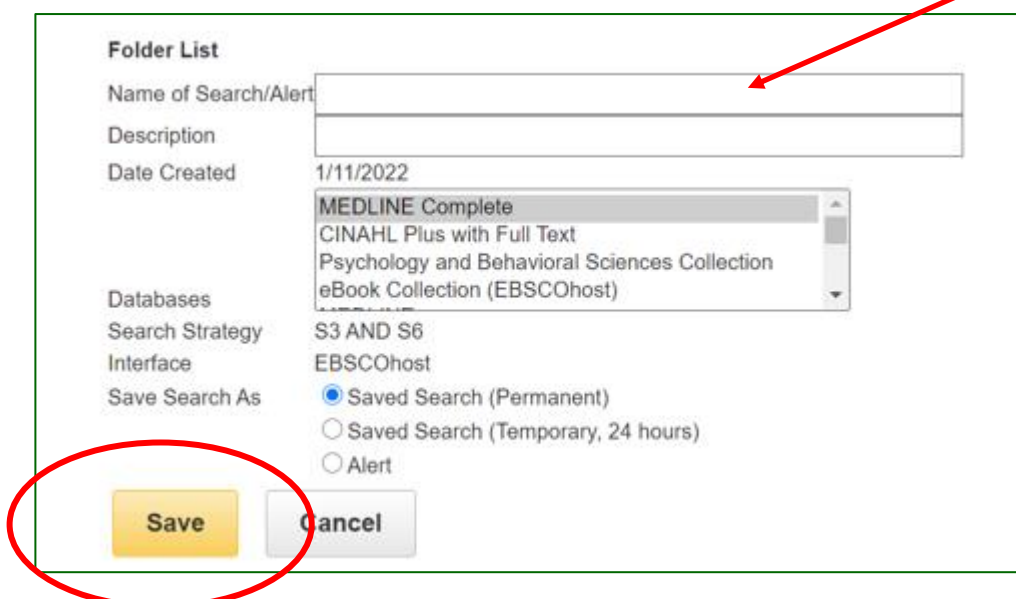 Folder List
Name of Search/Alert
Description
Date Created 1/11/2022
MEDLINE Complete
CINAHL Plus with Full Text
Psychology and Behavioral Sciences Collection
eBook Collection (EBSCOhost)
Databases
Search Strategy S3 AND S6
Interface EBSCOhost
Save Search As Saved Search (Permanent)
Saved Search (Temporary, 24 hours)
Alert
Save Cancel